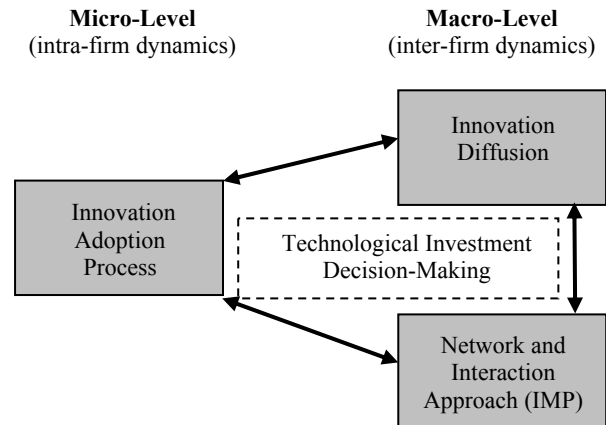 Micro-Level
(intra-firm dynamics)
Macro-Level
(inter-firm dynamics)
Innovation
Diffusion
Innovation
Adoption
Process
Technological Investment
Decision-Making
Network and
Interaction
Approach (IMP)